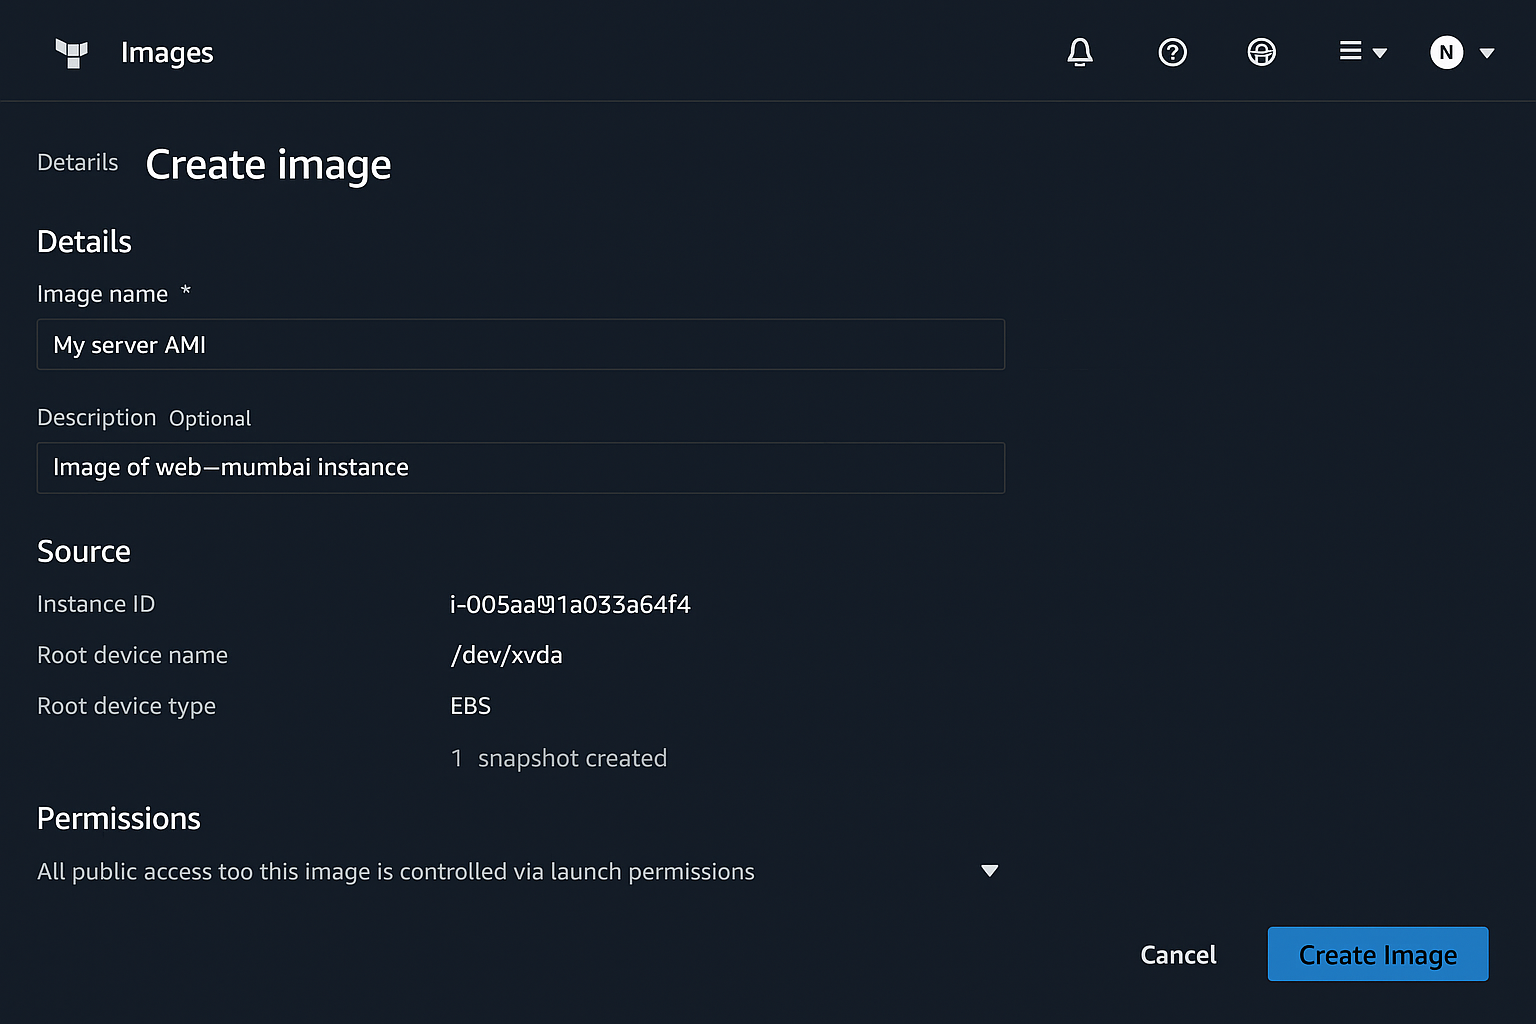 Images
N
Detarils Create image
Details
Image name *
My server AMI
Description Optional
Image of web—mumbai instance
Source
Instance ID
Root device name /dev/xvda
Root device type EBS
1 snapshot created
Permissions
All public access too this image is controlled via launch permissions
Cancel Create Image